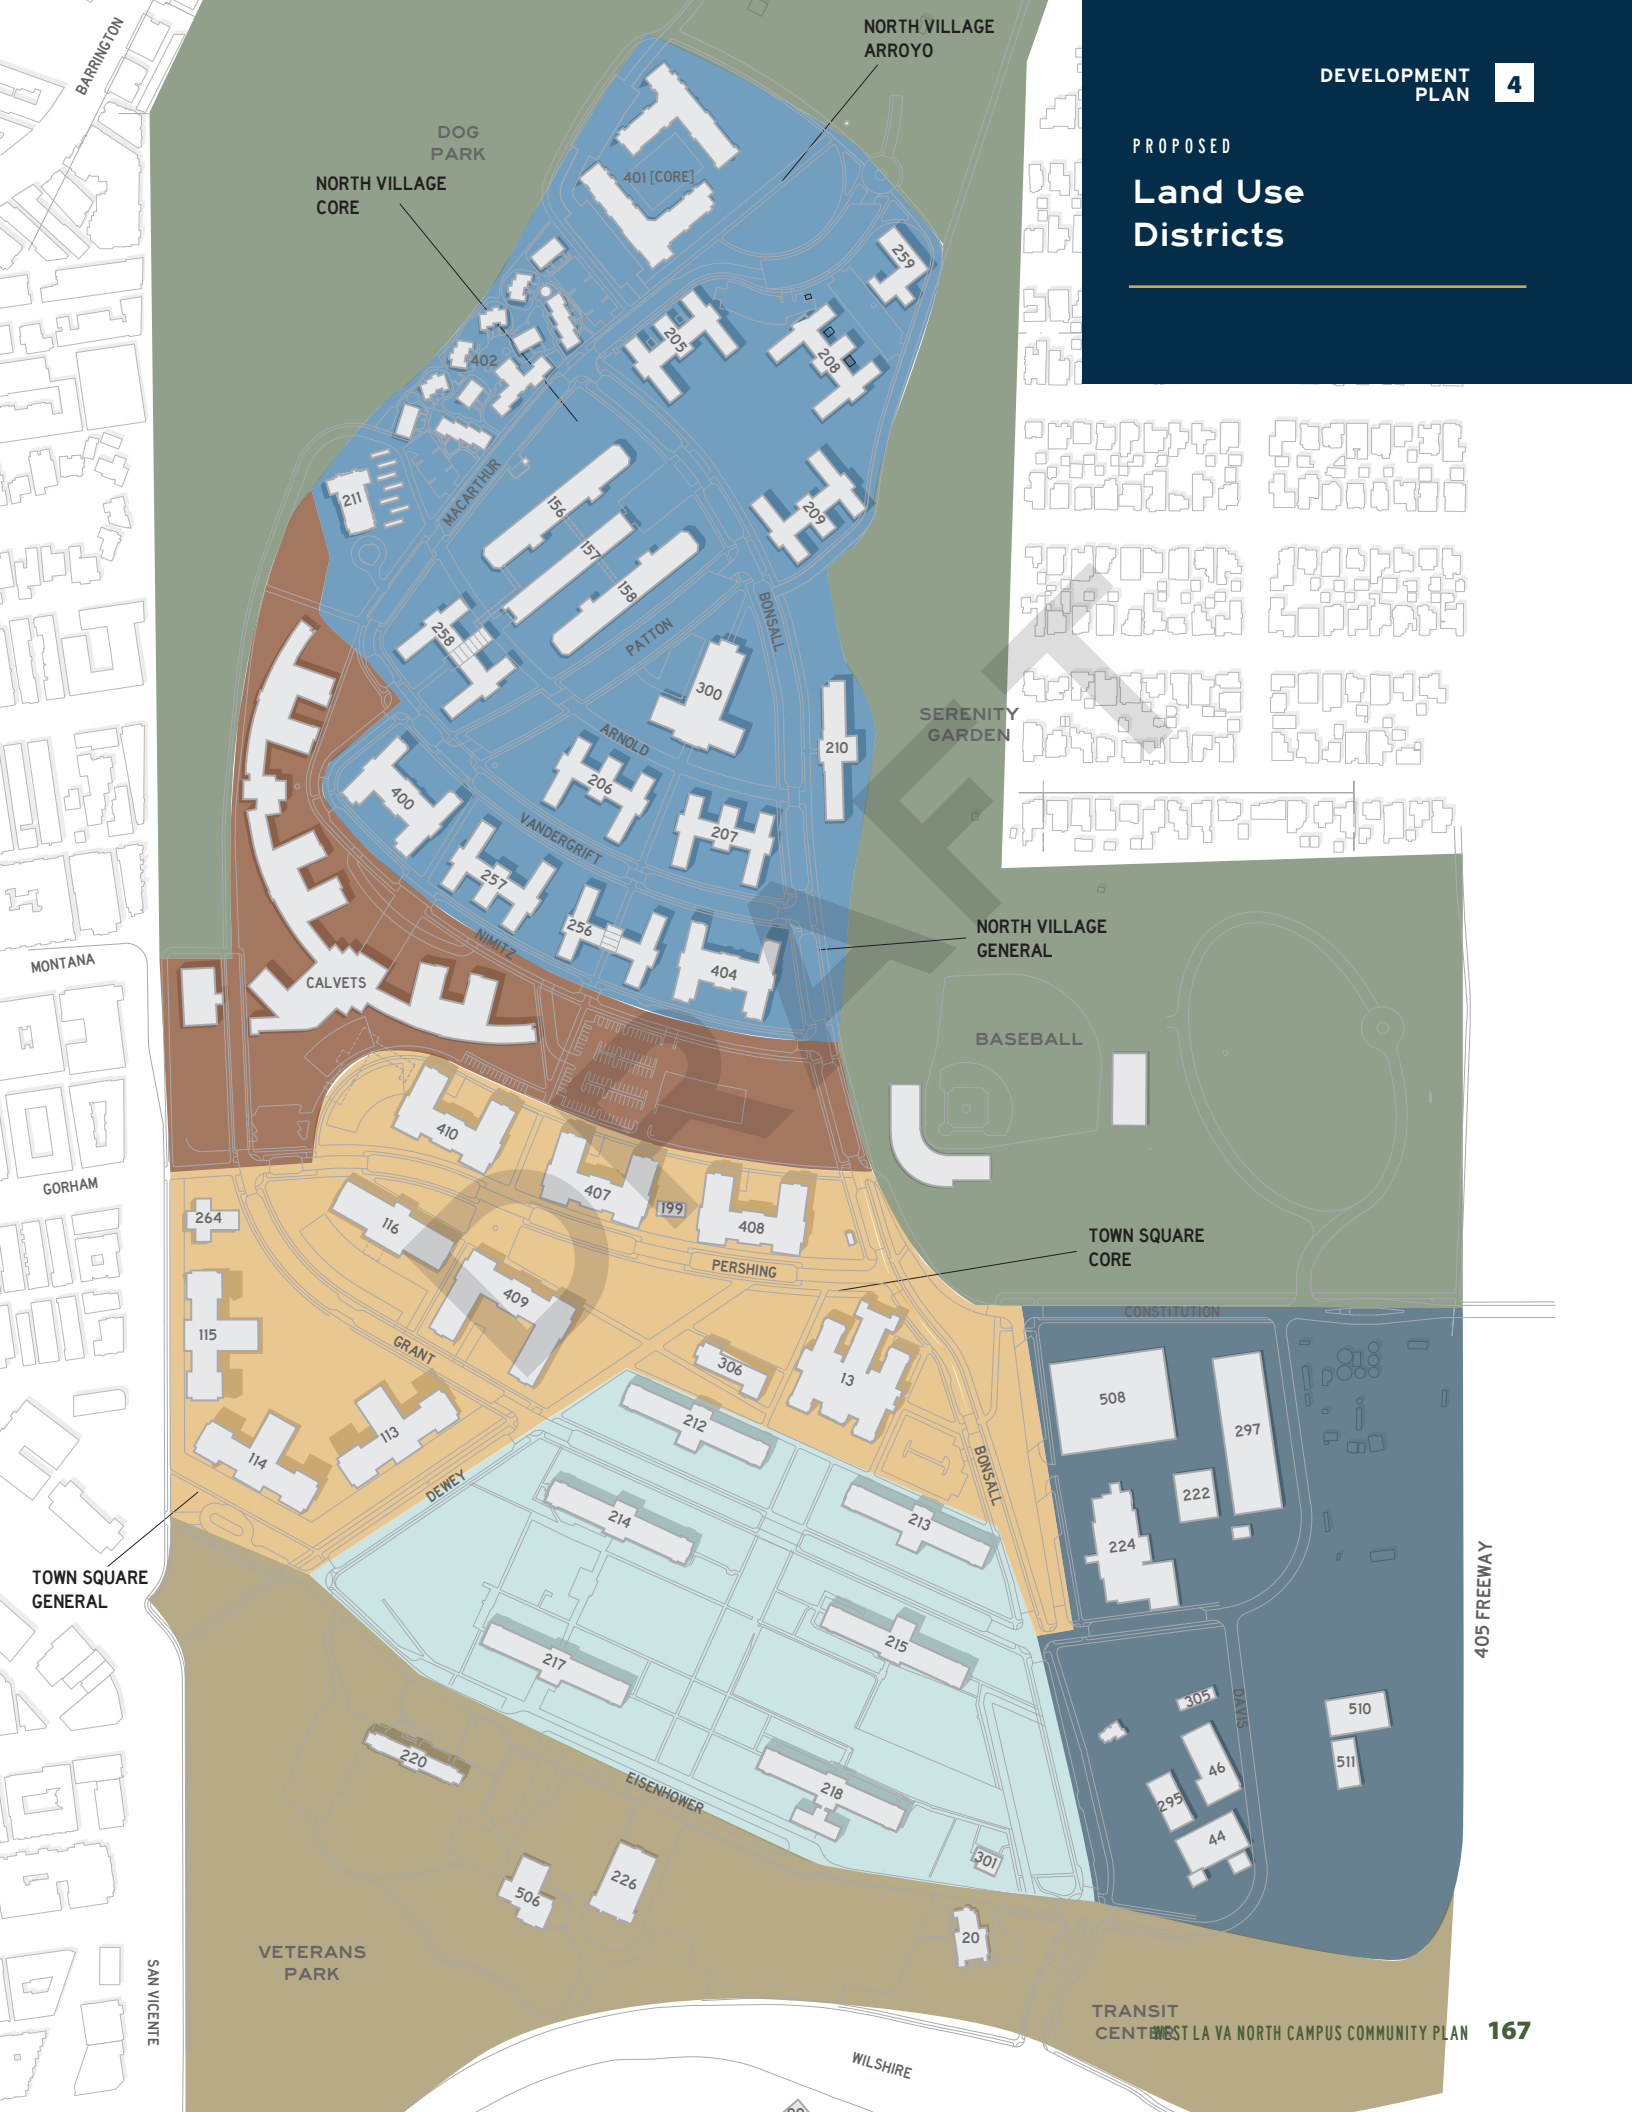 DEVELOPMENT
PLAN
4
PROPOSED
Land Use
Districts
BARRINGTON
NORTH VILLAGE
ARROYO
DOG
PARK
NORTH VILLAGE
CORE
401 [CORE]
259
205
208
402
211
MACARTHUR
156
157
158
209
258
PATTON
BONSALL
300
SERENITY
GARDEN
210
ARNOLD
206
400
207
VANDERGRIFT
257
256
NORTH VILLAGE
GENERAL
NIMITZ
404
MONTANA
CALVETS
BASEBALL
410
407
199
408
GORHAM
264
116
TOWN SQUARE
CORE
PERSHING
409
CONSTITUTION
115
GRANT
306
13
508
212
297
113
114
DEWEY
BONSALL
222
214
213
224
TOWN SQUARE
GENERAL
405 FREEWAY
217
215
305
DAVIS
510
511
46
220
EISENHOWER
218
295
44
301
226
506
20
VETERANS
PARK
SAN VICENTE
TRANSIT
CENTER
WEST LA VA NORTH CAMPUS COMMUNITY PLAN 167
WILSHIRE
DRAFT